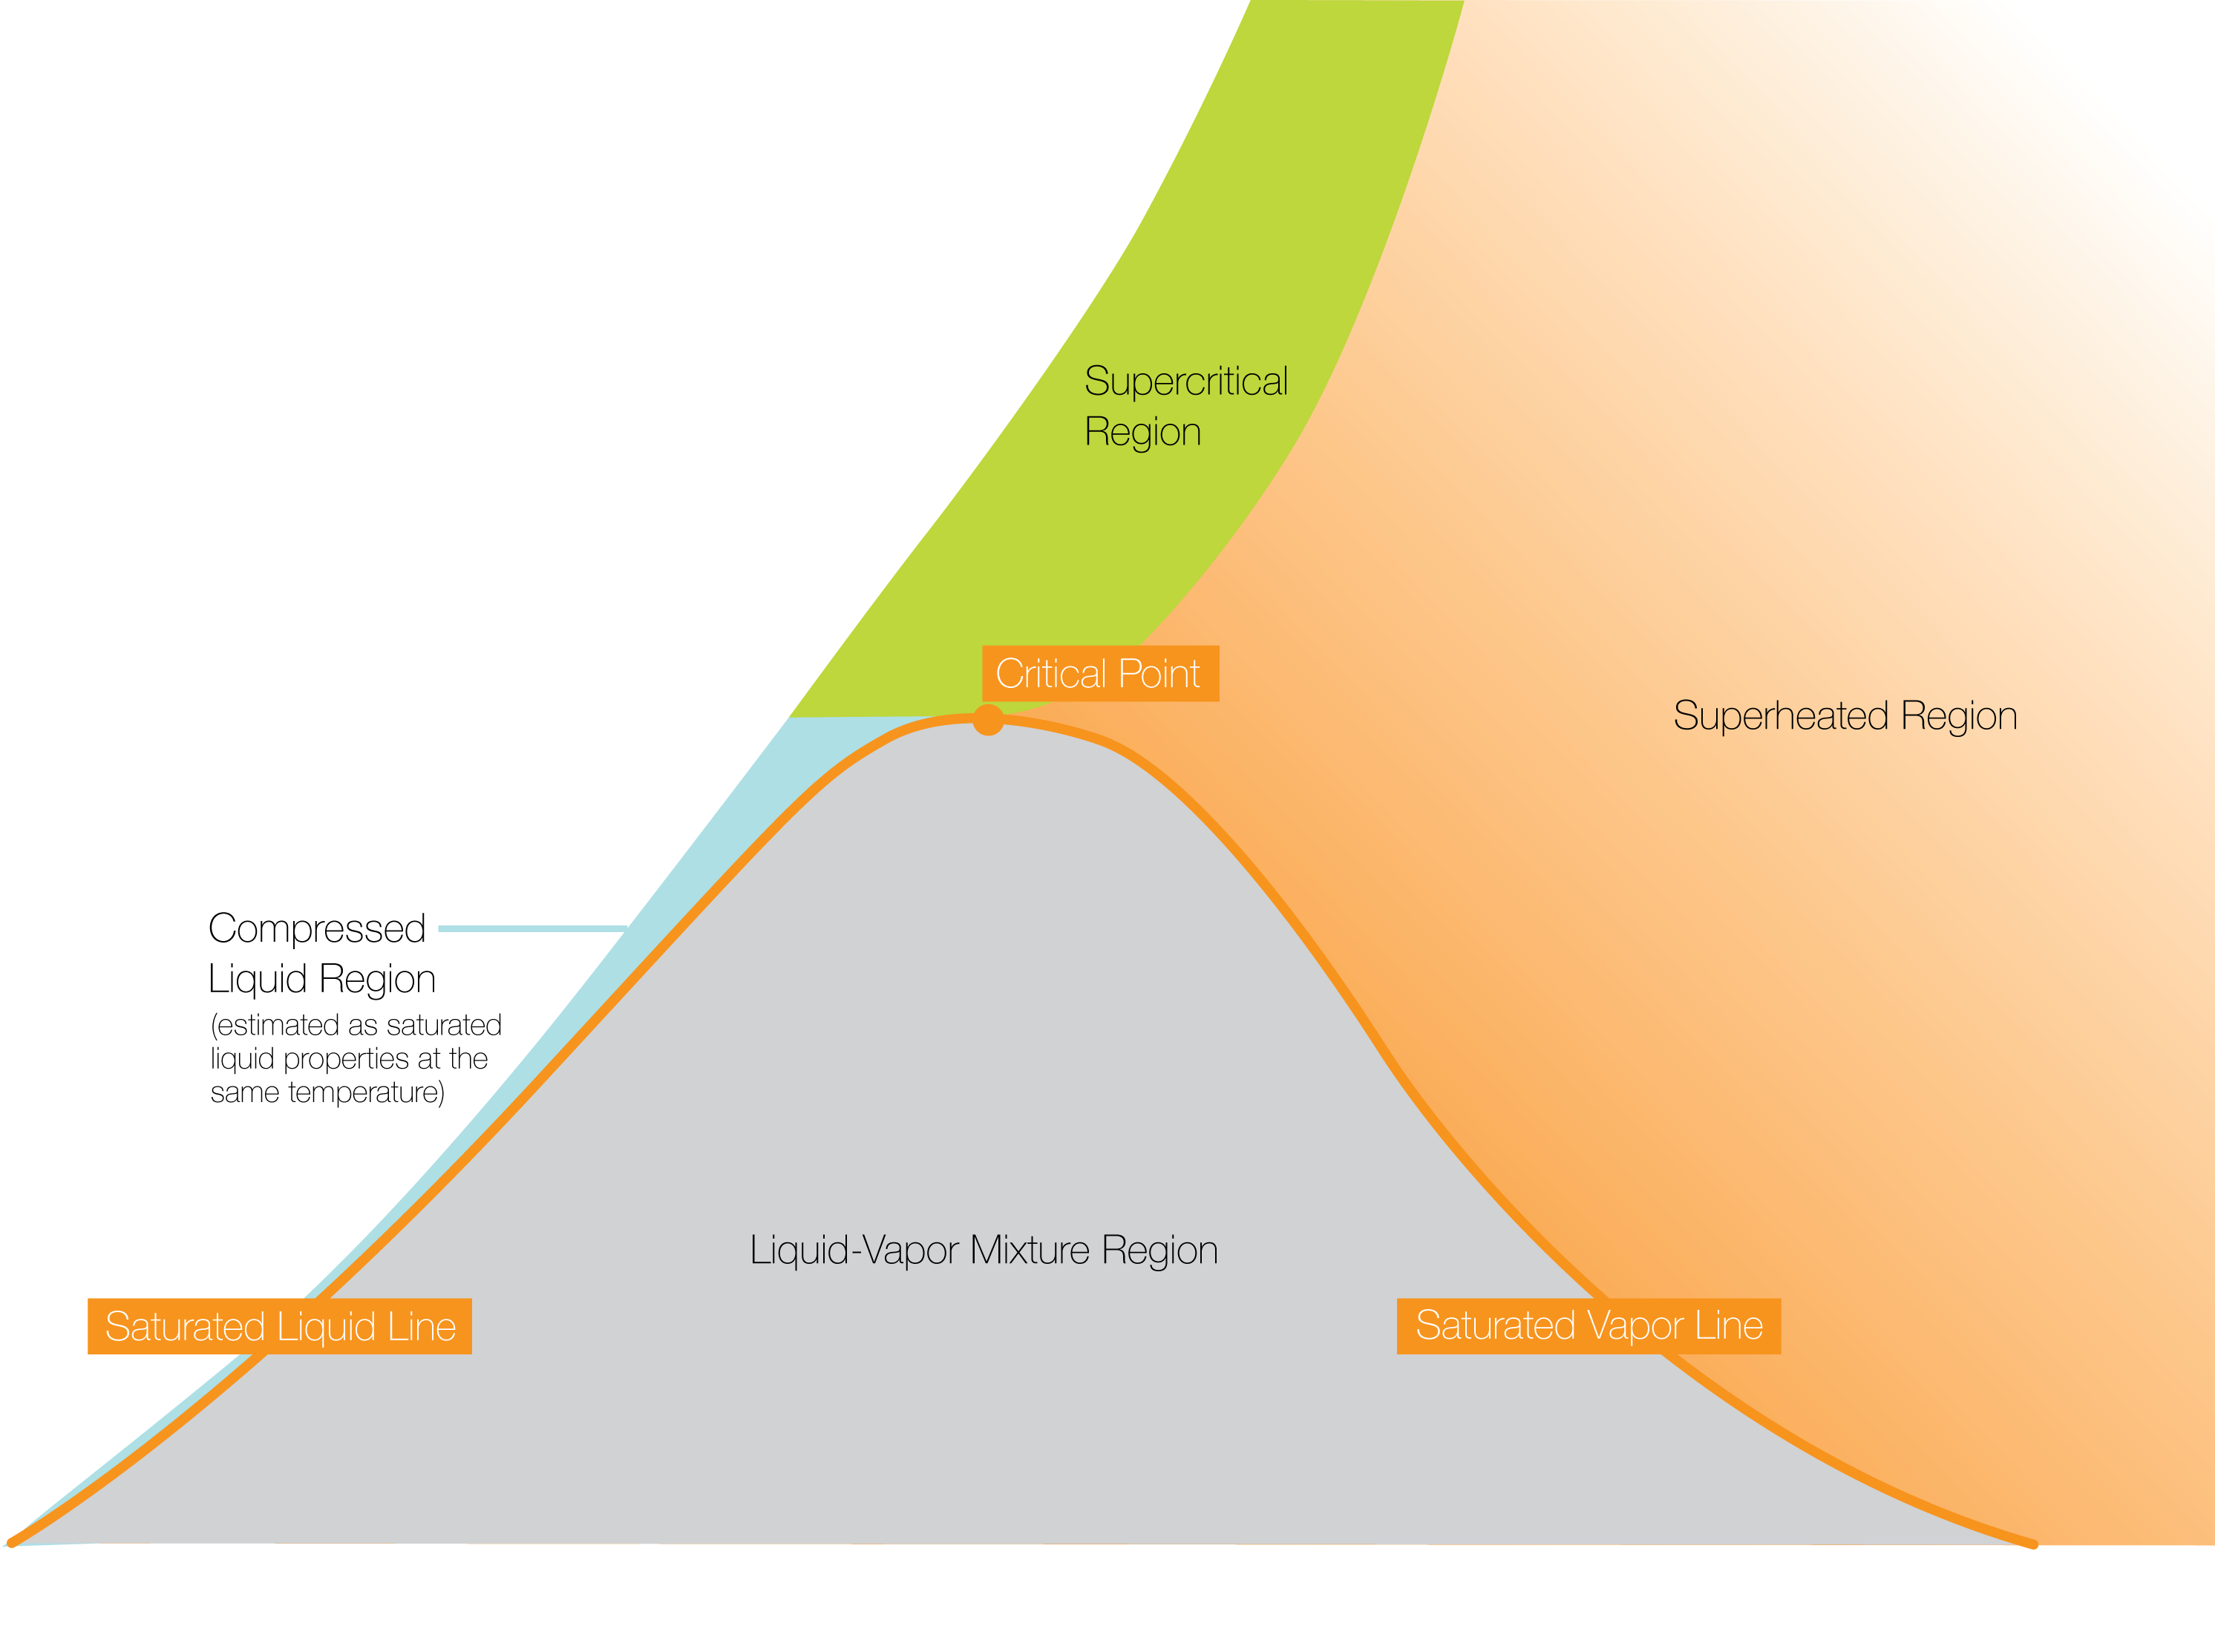 Supercritical
Region
Critical Point
Superheated Region
Compressed
Liquid Region
(estimated as saturated
liquid properties at the
same temperature)
Liquid-Vapor Mixture Region
Saturated Liquid Line
Saturated Vapor Line